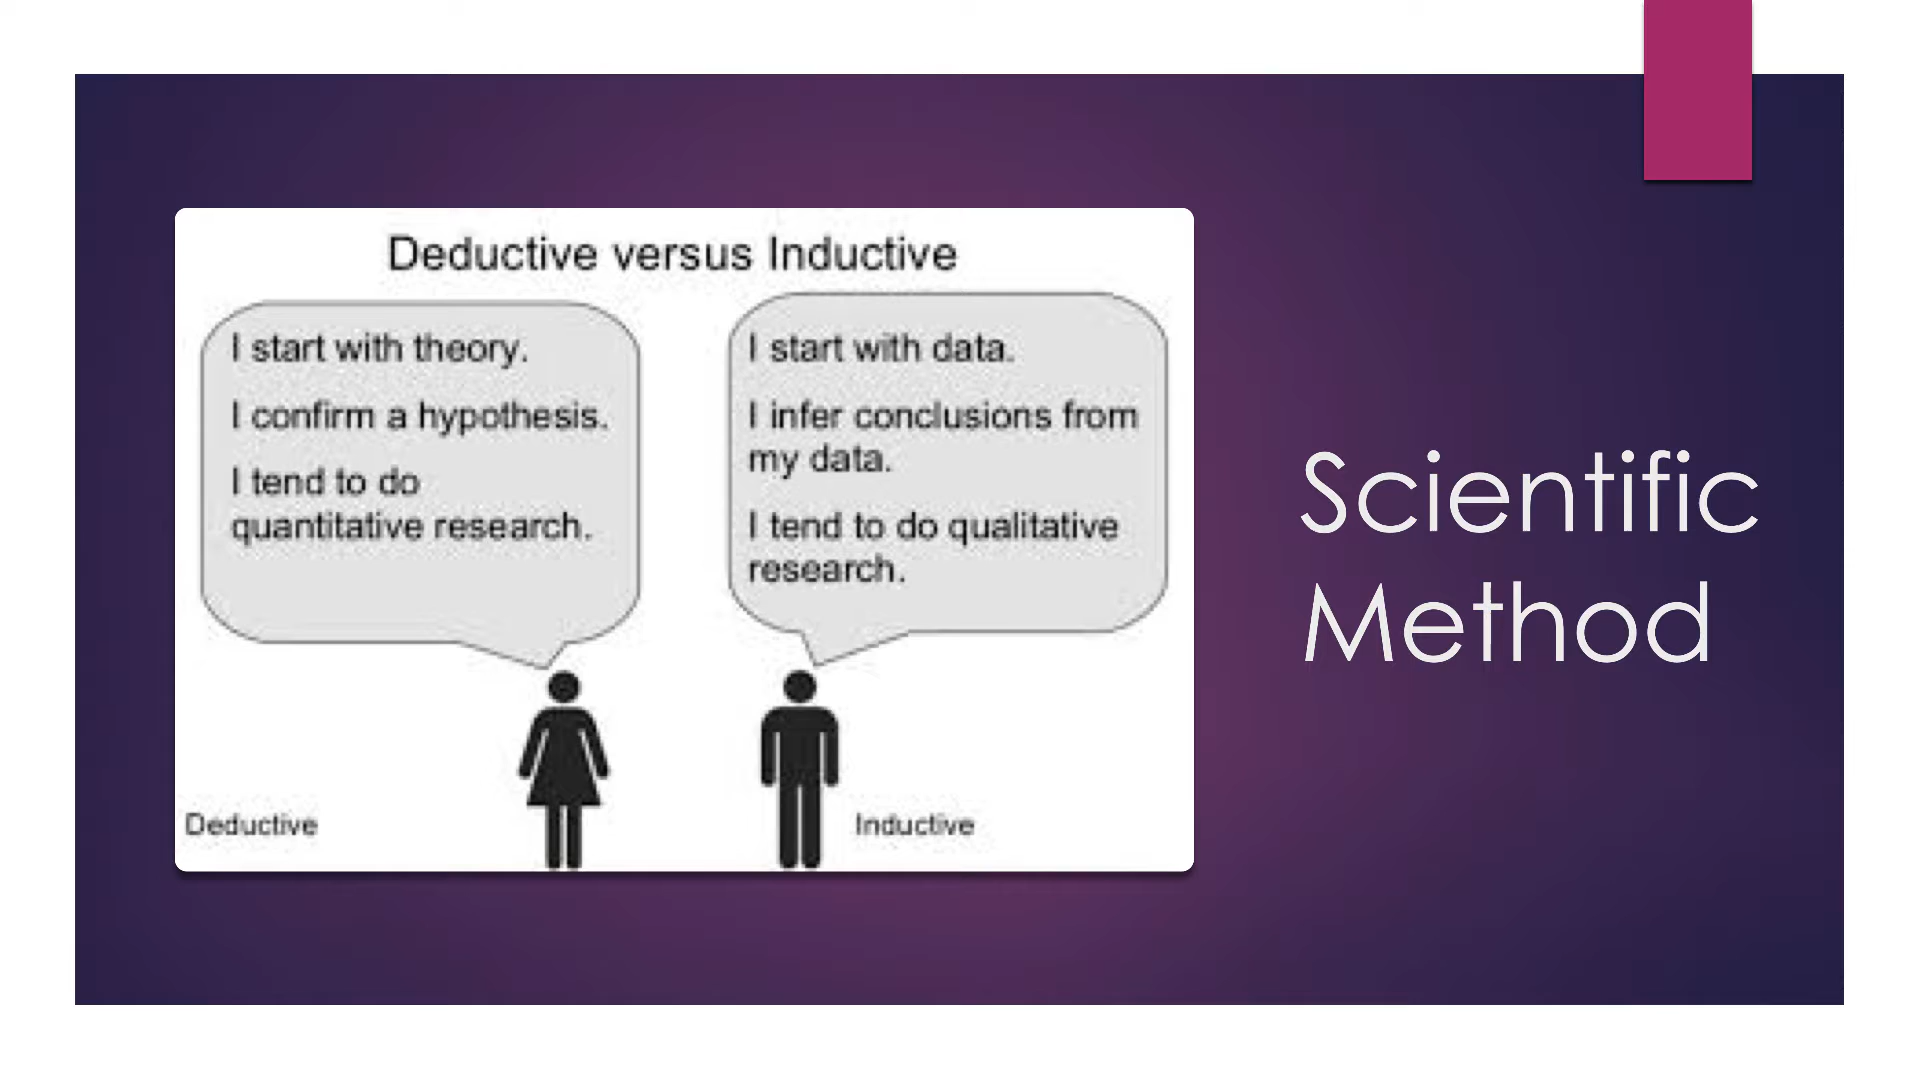 Deductive versus Inductive
I start with theory.
I confirm a hypothesis.
I tend to do
quantitative research.
I start with data.
I infer conclusions from
my data.
I tend to do qualitative
research.
Deductive
Inductive
Scientific
Method